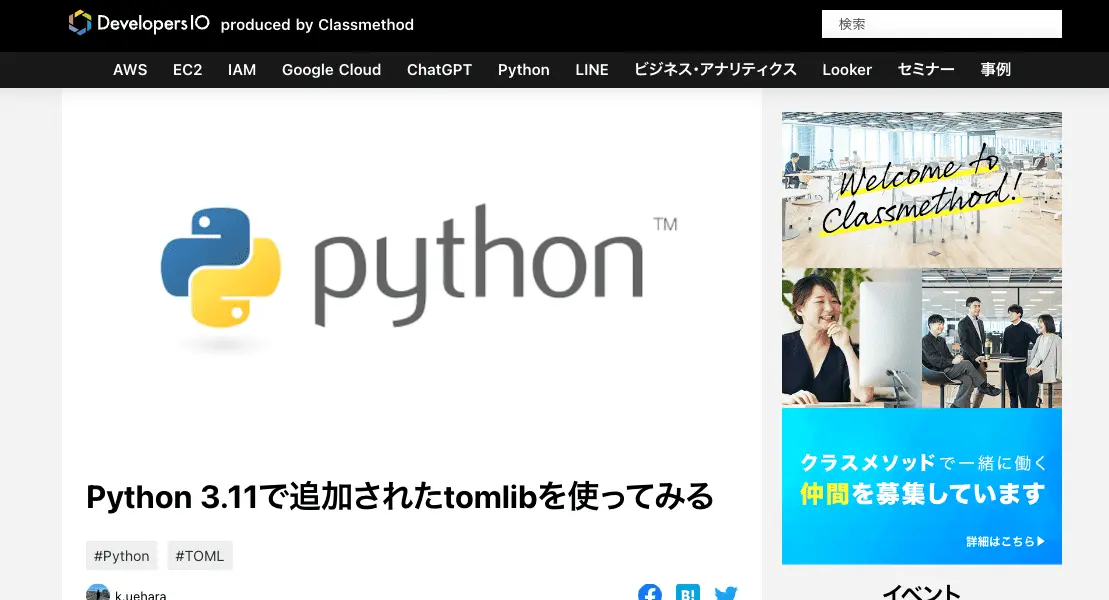 DevelopersIO produced by Classmethod
検索
AWS EC2 IAM Google Cloud ChatGPT Python LINE ビジネス・アナリティクス Looker セミナー 事例
python™
Python 3.11で追加されたtomlibを使ってみる
#Python #TOML
k.uehara
B!
Welcome to
Classmethod!
クラスメソッドで一緒に働く
仲間を募集しています
詳細はこちら▶
イベント